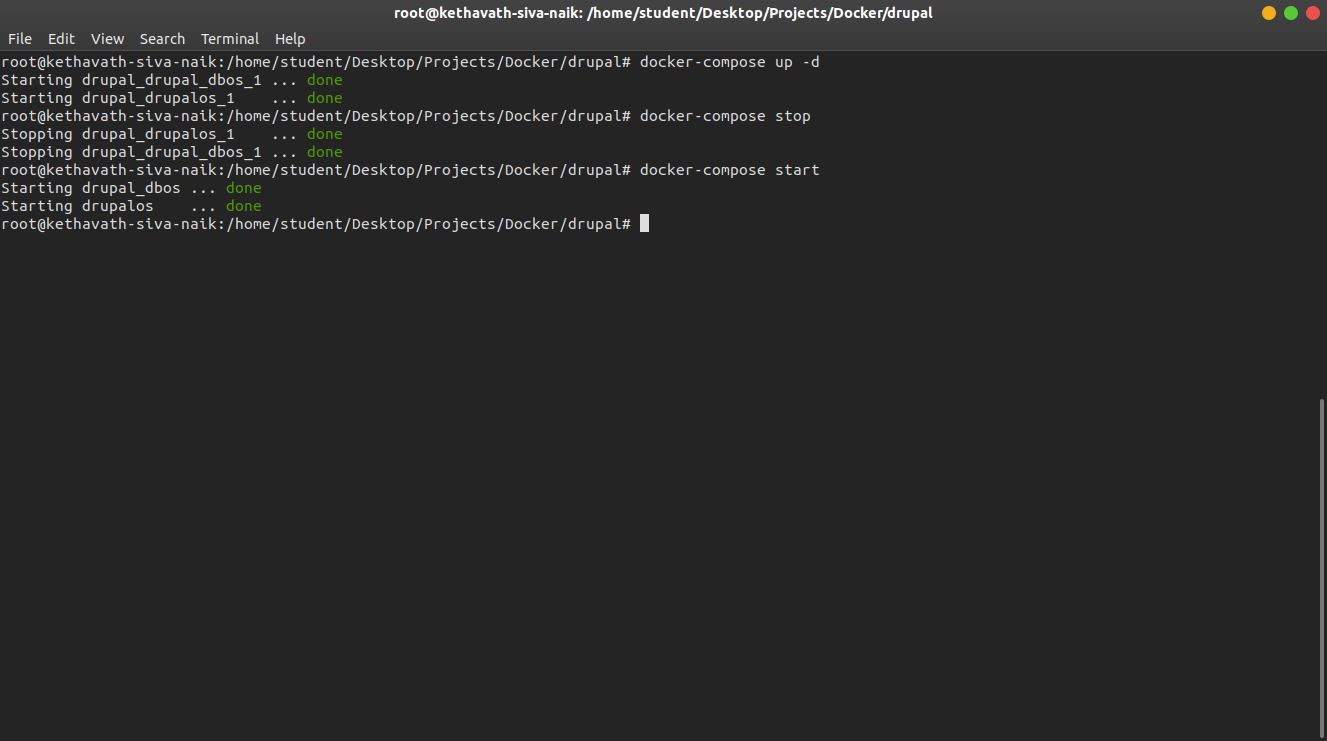 root@kethavath-siva-naik: /home/student/Desktop/Projects/Docker/drupal
File Edit View Search Terminal Help
root@kethavath-siva-naik:/home/student/Desktop/Projects/Docker/drupal# docker-compose up -d
Starting drupal_drupal_dbos_1 ... done
Starting drupal_drupalos_1    ... done
root@kethavath-siva-naik:/home/student/Desktop/Projects/Docker/drupal# docker-compose stop
Stopping drupal_drupalos_1    ... done
Stopping drupal_drupal_dbos_1 ... done
root@kethavath-siva-naik:/home/student/Desktop/Projects/Docker/drupal# docker-compose start
Starting drupal_dbos ... done
Starting drupalos    ... done
root@kethavath-siva-naik:/home/student/Desktop/Projects/Docker/drupal#